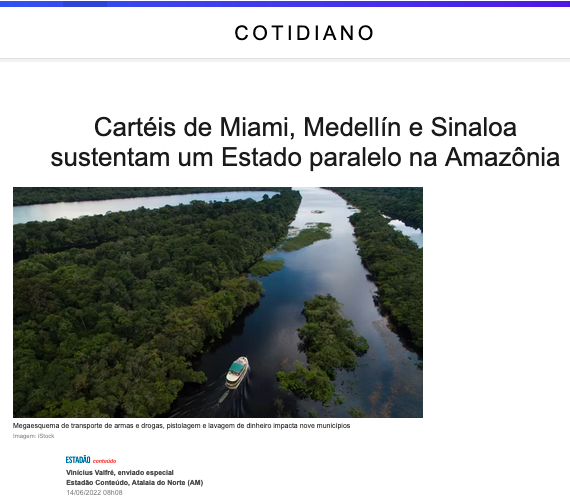 COTIDIANO
Cartéis de Miami, Medellín e Sinaloa
sustentam um Estado paralelo na Amazônia
Megaesquema de transporte de armas e drogas, pistolagem e lavagem de dinheiro impacta nove municípios
Imagem: iStock
ESTADÃO conteúdo
Vinícius Valfré, enviado especial
Estadão Conteúdo, Atalaia do Norte (AM)
14/06/2022 08h08